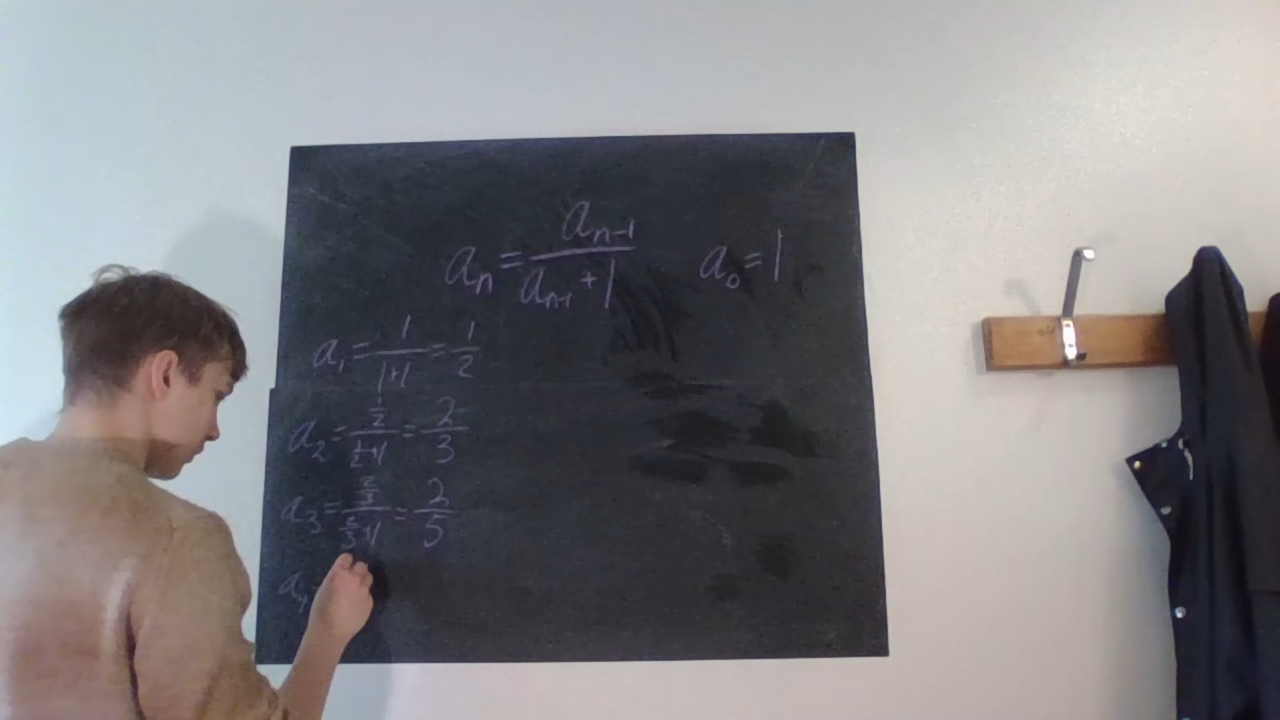 aₙ = aₙ₋₁ / (aₙ₋₁ + 1)    a₀ = 1
a₁ = 1 / (1+1) = 1/2
a₂ = (1/2) / (1/2+1) = 2/3
a₃ = (2/3) / (2/3+1) = 2/5
a₄